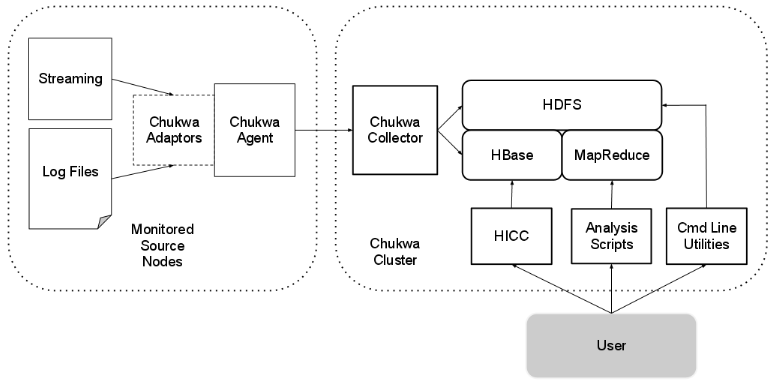 Streaming
Chukwa
Adaptors
Chukwa
Agent
Log Files
Monitored
Source
Nodes
Chukwa
Collector
HDFS
HBase
MapReduce
HICC
Analysis
Scripts
Cmd Line
Utilities
Chukwa
Cluster
User